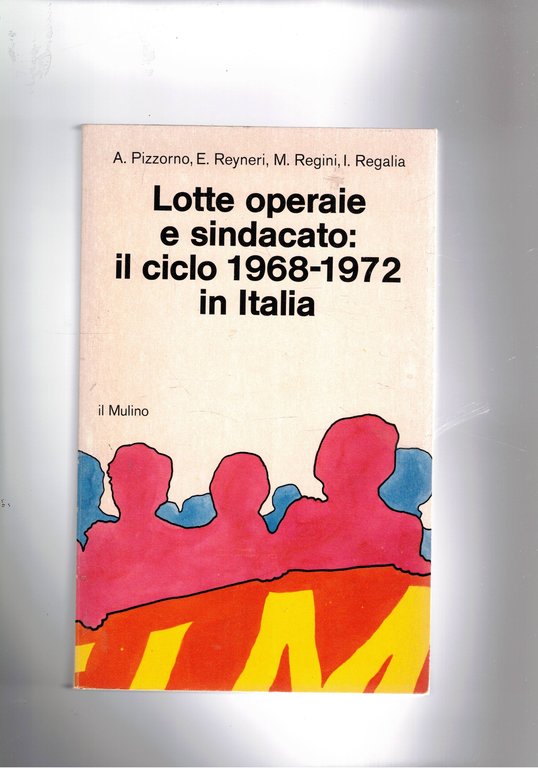 A. Pizzorno, E. Reyneri, M. Regini, I. Regalia
Lotte operaie
e sindacato:
il ciclo 1968-1972
in Italia
il Mulino